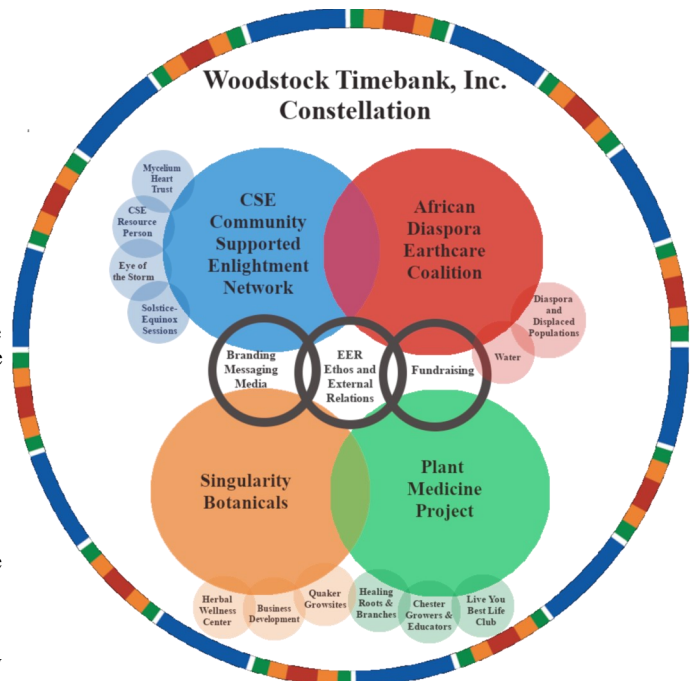 Woodstock Timebank, Inc.
Constellation
Mycelium
Heart
Trust
CSE
Resource
Person
Eye of
the Storm
Solstice-
Equinox
Sessions
CSE
Community
Supported
Enlightment
Network
African
Diaspora
Earthcare
Coalition
Diaspora
and
Displaced
Populations
Water
Branding
Messaging
Media
EER
Ethos and
External
Relations
Fundraising
Singularity
Botanicals
Plant
Medicine
Project
Herbal
Wellness
Center
Business
Development
Quaker
Growsites
Healing
Roots &
Branches
Chester
Growers &
Educators
Live You
Best Life
Club